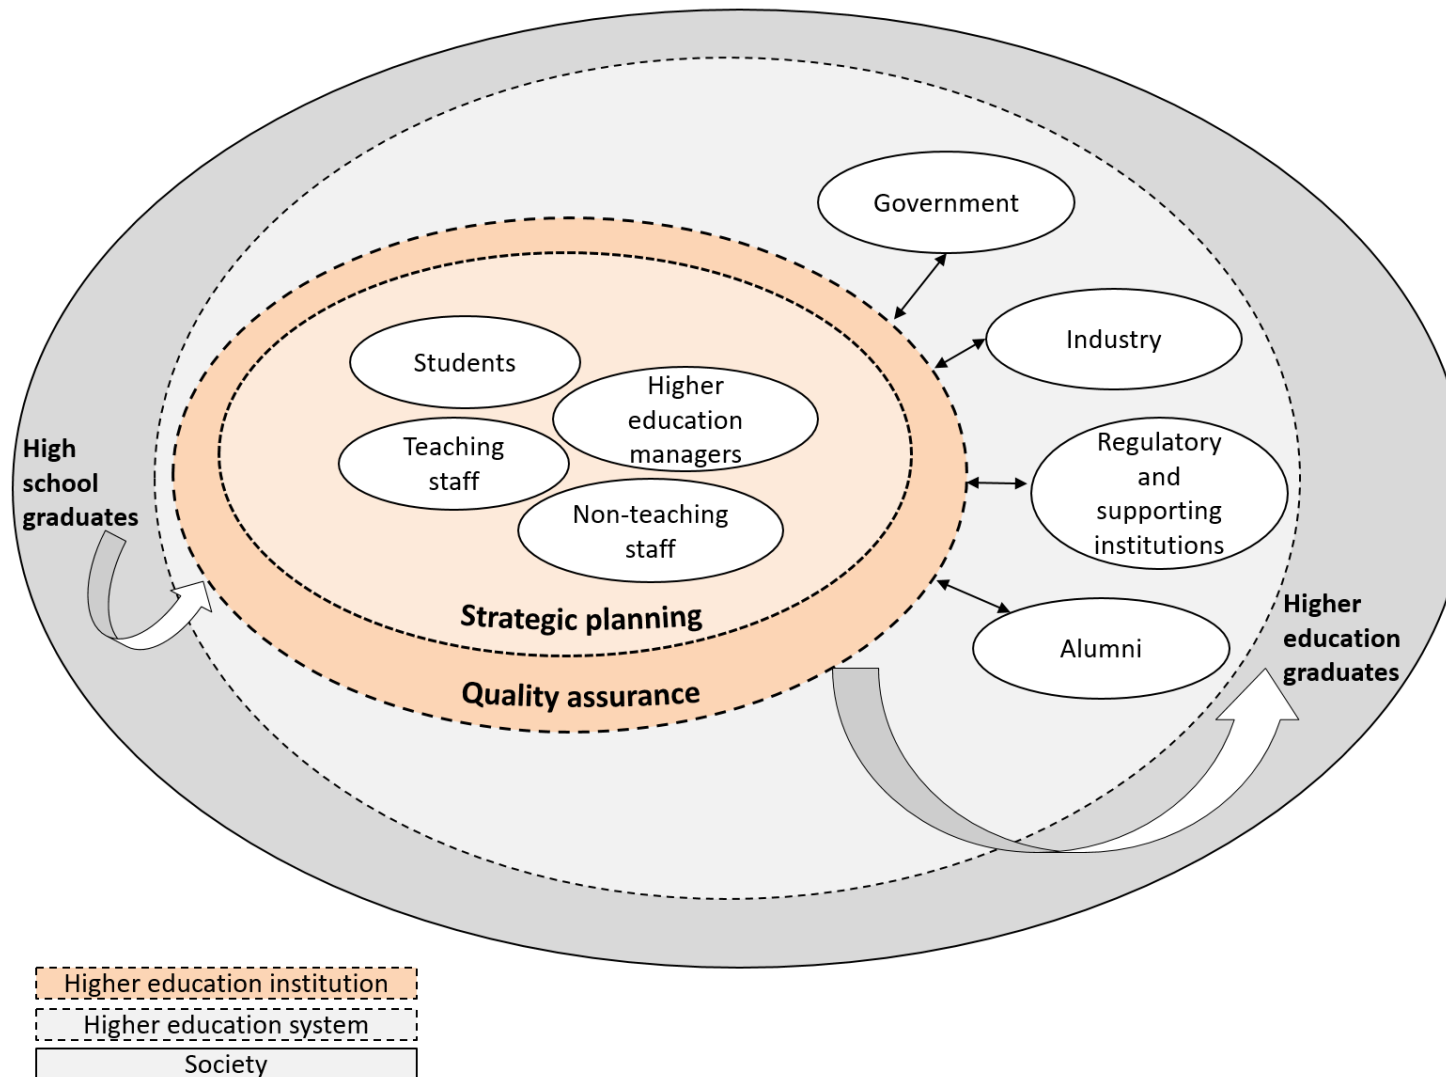 Government
Industry
Students
Higher
education
managers
Teaching
staff
High
school
graduates
Regulatory
and
supporting
institutions
Non-teaching
staff
Strategic planning
Higher
education
graduates
Alumni
Quality assurance
Higher education institution
Higher education system
Society